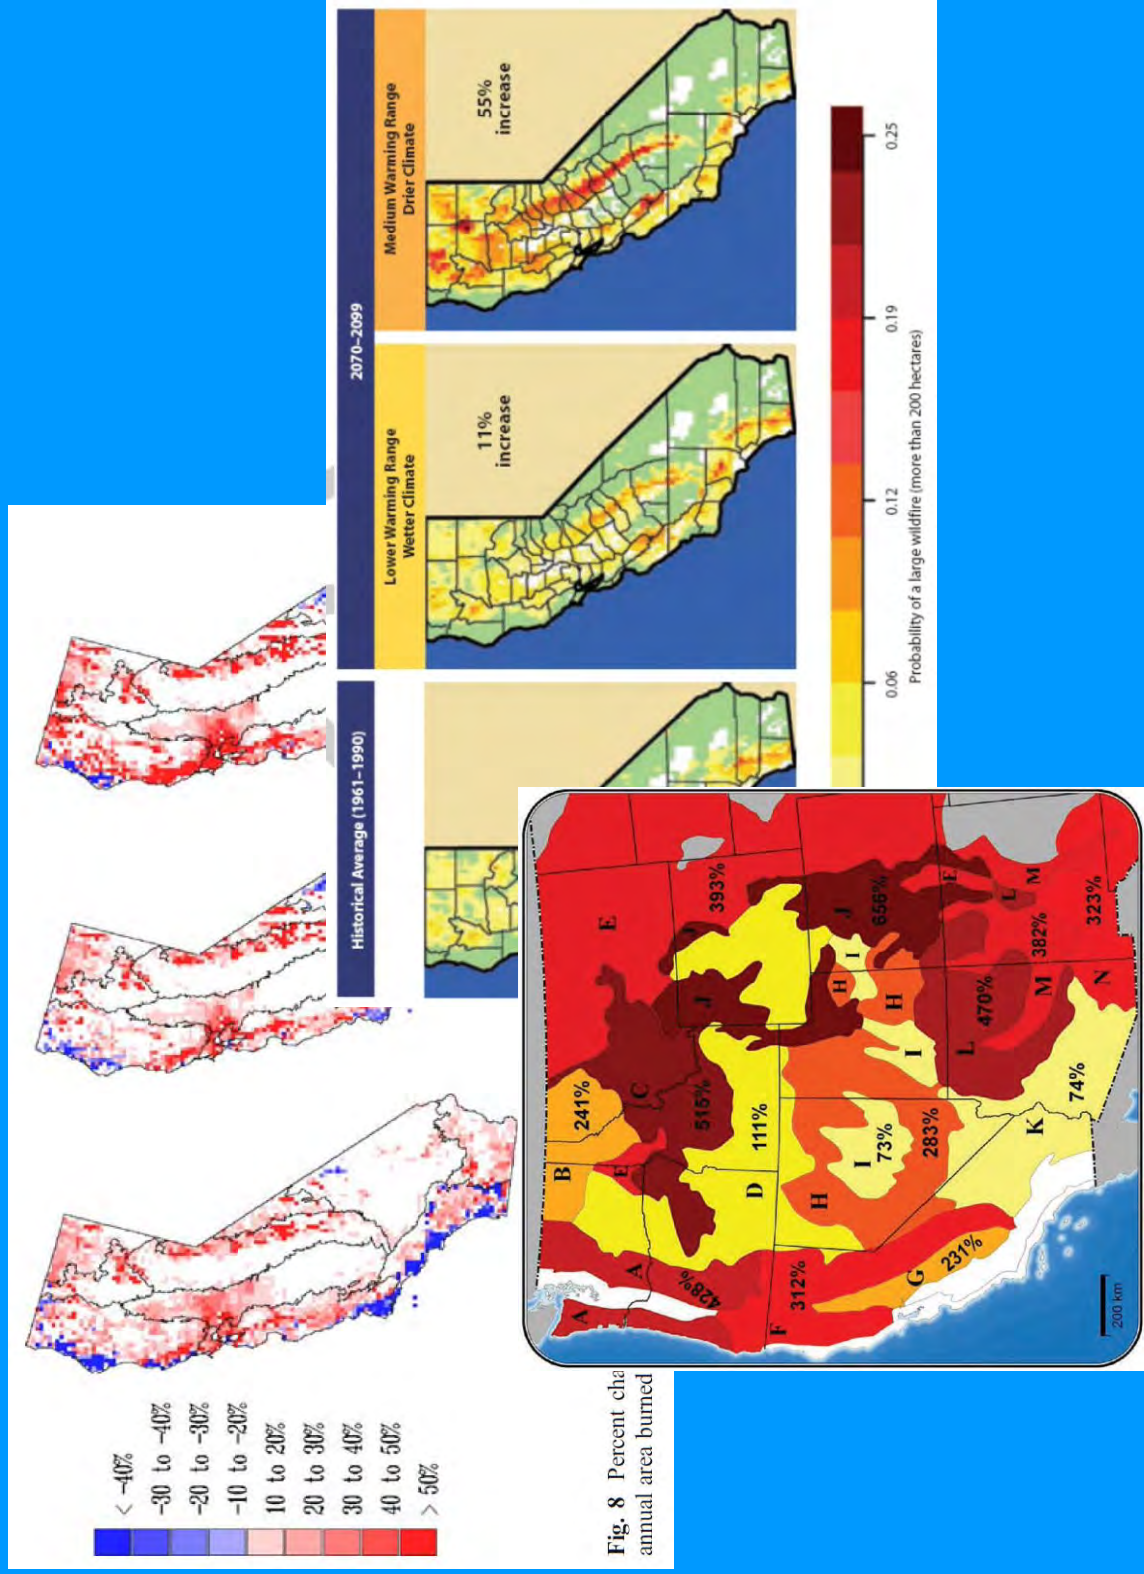 < -40%
-30 to -40%
-20 to -30%
-10 to -20%
10 to 20%
20 to 30%
30 to 40%
40 to 50%
> 50%
Fig. 8 Percent cha
annual area burned
Historical Average (1961–1990)
2070–2099
Lower Warming Range
Wetter Climate
Medium Warming Range
Drier Climate
11%
increase
55%
increase
0.06
0.12
0.19
0.25
Probability of a large wildfire (more than 200 hectares)
A
A
B
241%
E
E
C
428%
515%
J
J
393%
D
111%
F
312%
H
I
73%
283%
H
H
I
I
J
656%
E
G
231%
L
470%
L
M
M
382%
K
74%
N
323%
200 km